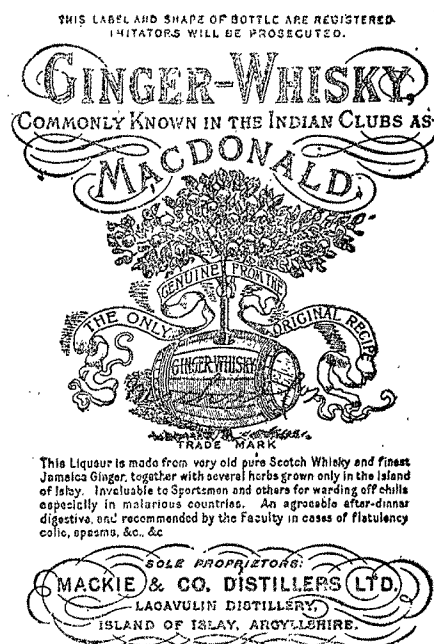 THIS LABEL AND SHAPE OF BOTTLE ARE REGISTERED.
IMITATORS WILL BE PROSECUTED.
GINGER-WHISKY,
COMMONLY KNOWN IN THE INDIAN CLUBS AS
MACDONALD.
GENUINE FROM THE
THE ONLY ORIGINAL RECIPE
GINGER-WHISKY
TRADE MARK
This Liqueur is made from very old pure Scotch Whisky and finest
Jamaica Ginger, together with several herbs grown only in the Island
of Islay. Invaluable to Sportsmen and others for warding off chills
especially in malarious countries. An agreeable after-dinner
digestive, and recommended by the Faculty in cases of flatulency
colic, spasms, &c., &c
SOLE PROPRIETORS:
MACKIE & CO. DISTILLERS LTD.
LAGAVULIN DISTILLERY,
ISLAND OF ISLAY, ARGYLLSHIRE.